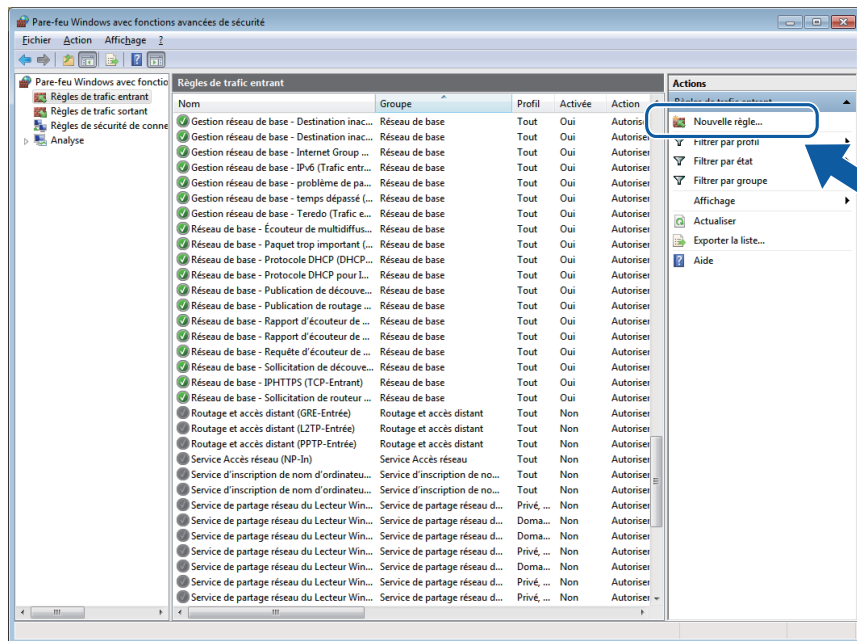 Pare-feu Windows avec fonctions avancées de sécurité
Fichier Action Affichage ?
Pare-feu Windows avec fonctio
Règles de trafic entrant
Règles de trafic sortant
Règles de sécurité de conne
Analyse
Règles de trafic entrant
Nom Groupe Profil Activée Action
Gestion réseau de base - Destination inac... Réseau de base Tout Oui Autorise
Gestion réseau de base - Destination inac... Réseau de base Tout Oui Autoriser
Gestion réseau de base - Internet Group ... Réseau de base Tout Oui Autoriser
Gestion réseau de base - IPv6 (Trafic entr... Réseau de base Tout Oui Autoriser
Gestion réseau de base - problème de pa... Réseau de base Tout Oui Autoriser
Gestion réseau de base - temps dépassé (... Réseau de base Tout Oui Autoriser
Gestion réseau de base - Teredo (Trafic e... Réseau de base Tout Oui Autoriser
Réseau de base - Écouteur de multidiffus... Réseau de base Tout Oui Autoriser
Réseau de base - Paquet trop important (... Réseau de base Tout Oui Autoriser
Réseau de base - Protocole DHCP (DHCP... Réseau de base Tout Oui Autoriser
Réseau de base - Protocole DHCP pour I... Réseau de base Tout Oui Autoriser
Réseau de base - Publication de découve... Réseau de base Tout Oui Autoriser
Réseau de base - Publication de routage ... Réseau de base Tout Oui Autoriser
Réseau de base - Rapport d'écouteur de ... Réseau de base Tout Oui Autoriser
Réseau de base - Rapport d'écouteur de ... Réseau de base Tout Oui Autoriser
Réseau de base - Requête d'écouteur de ... Réseau de base Tout Oui Autoriser
Réseau de base - Sollicitation de découve... Réseau de base Tout Oui Autoriser
Réseau de base - IPHTTPS (TCP-Entrant) Réseau de base Tout Oui Autoriser
Réseau de base - Sollicitation de routeur ... Réseau de base Tout Oui Autoriser
Routage et accès distant (GRE-Entrée) Routage et accès distant Tout Non Autoriser
Routage et accès distant (L2TP-Entrée) Routage et accès distant Tout Non Autoriser
Routage et accès distant (PPTP-Entrée) Routage et accès distant Tout Non Autoriser
Service Accès réseau (NP-In) Service Accès réseau Tout Non Autoriser
Service d'inscription de nom d'ordinateu... Service d'inscription de no... Tout Non Autoriser
Service d'inscription de nom d'ordinateu... Service d'inscription de no... Tout Non Autoriser
Service de partage réseau du Lecteur Win... Service de partage réseau d... Privé, ... Non Autoriser
Service de partage réseau du Lecteur Win... Service de partage réseau d... Doma... Non Autoriser
Service de partage réseau du Lecteur Win... Service de partage réseau d... Doma... Non Autoriser
Service de partage réseau du Lecteur Win... Service de partage réseau d... Privé, ... Non Autoriser
Service de partage réseau du Lecteur Win... Service de partage réseau d... Doma... Non Autoriser
Service de partage réseau du Lecteur Win... Service de partage réseau d... Privé, ... Non Autoriser
Service de partage réseau du Lecteur Win... Service de partage réseau d... Privé, ... Non Autoriser
Actions
Règles de trafic entrant
Nouvelle règle...
Filtrer par profil
Filtrer par état
Filtrer par groupe
Affichage
Actualiser
Exporter la liste...
Aide